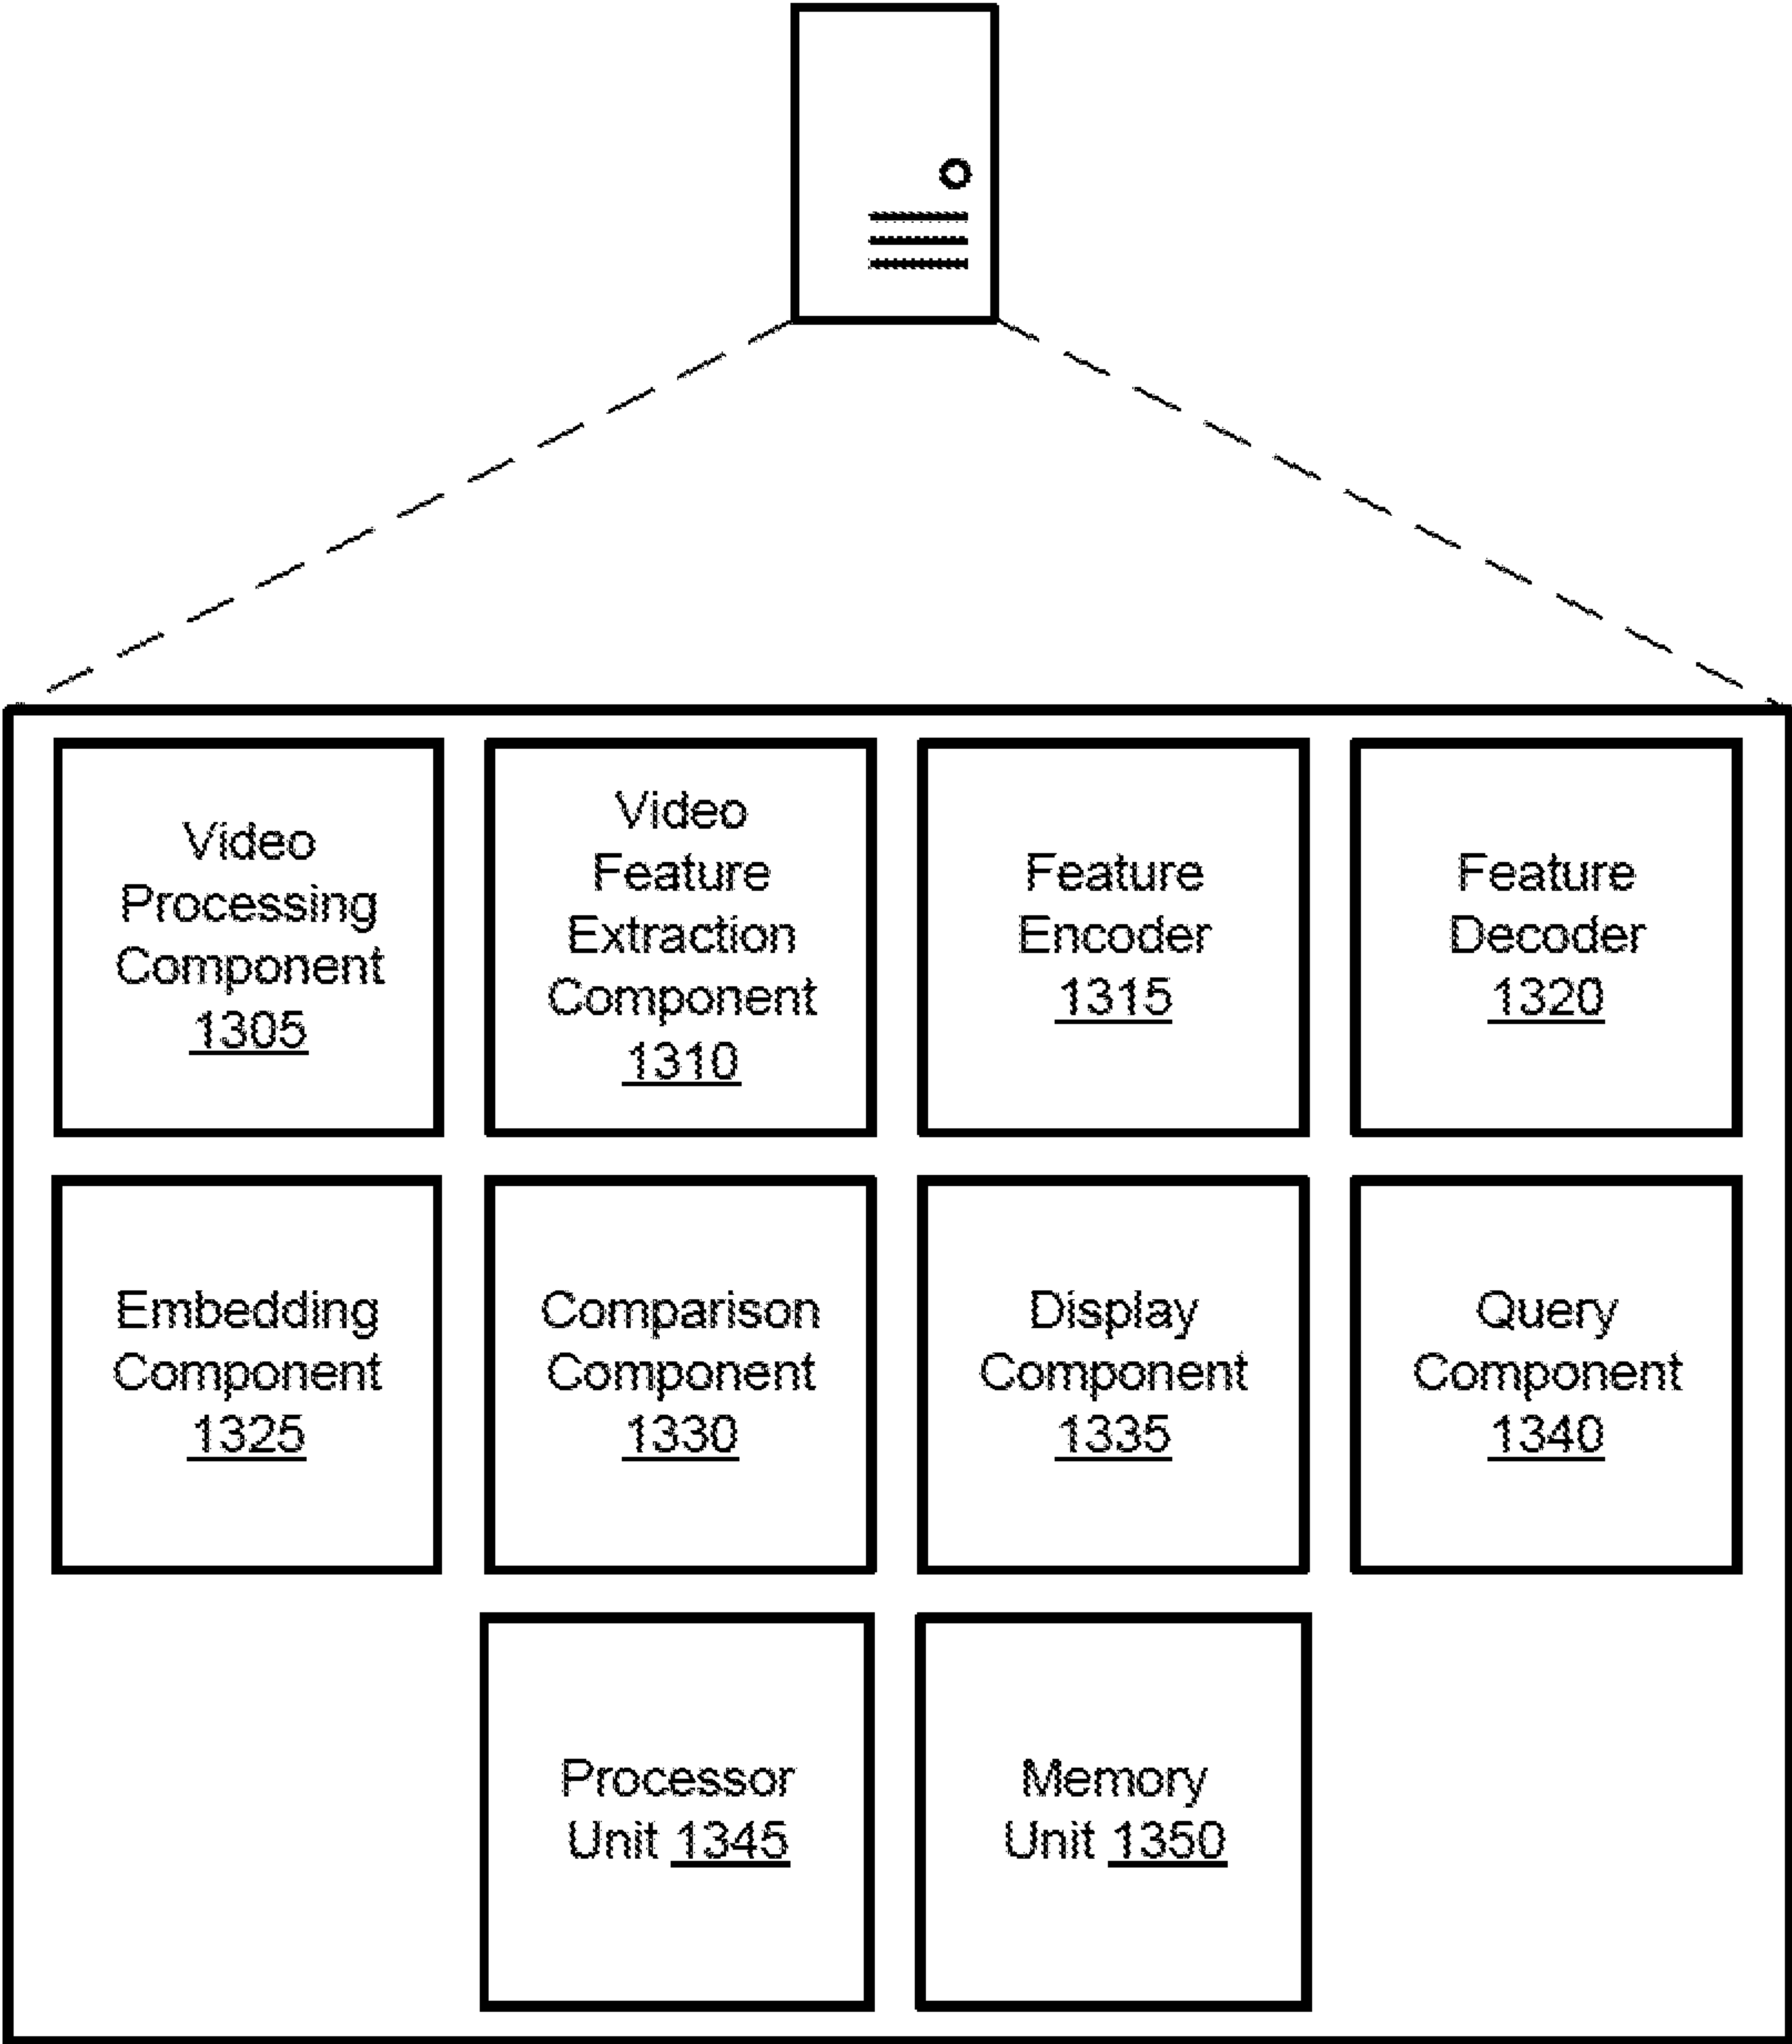 Video
Processing
Component
1305
Video
Feature
Extraction
Component
1310
Feature
Encoder
1315
Feature
Decoder
1320
Embedding
Component
1325
Comparison
Component
1330
Display
Component
1335
Query
Component
1340
Processor
Unit 1345
Memory
Unit 1350